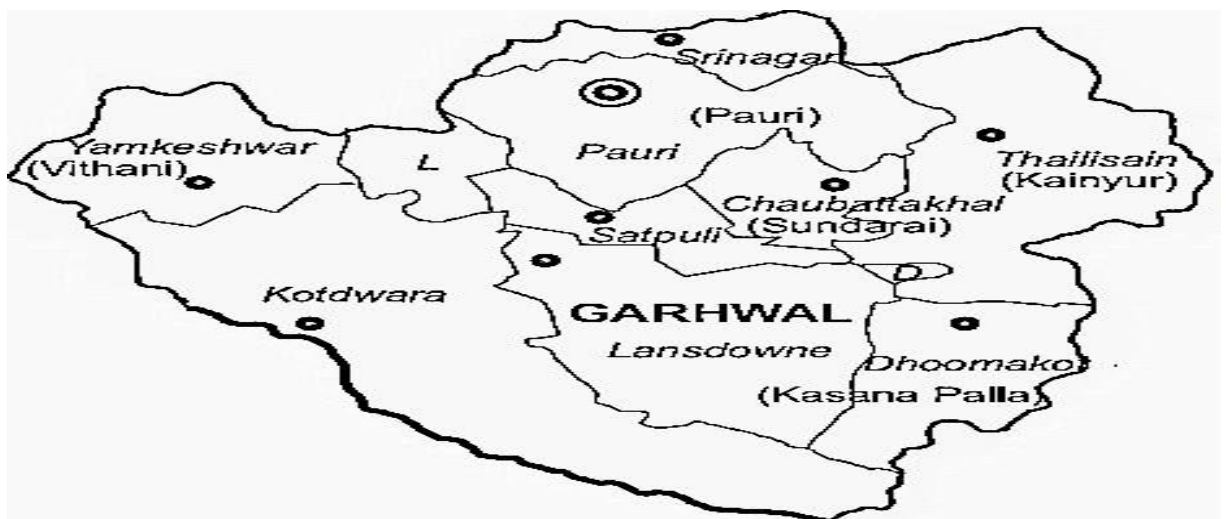 Srinagar
(Pauri)
Yamkeshwar
(Vithani)
L
Pauri
Thailisain
(Kainyur)
Chaubattakhal
(Sundarai)
Satpuli
D
Kotdwara
GARHWAL
Lansdowne
Dhoomakot
(Kasana Palla)